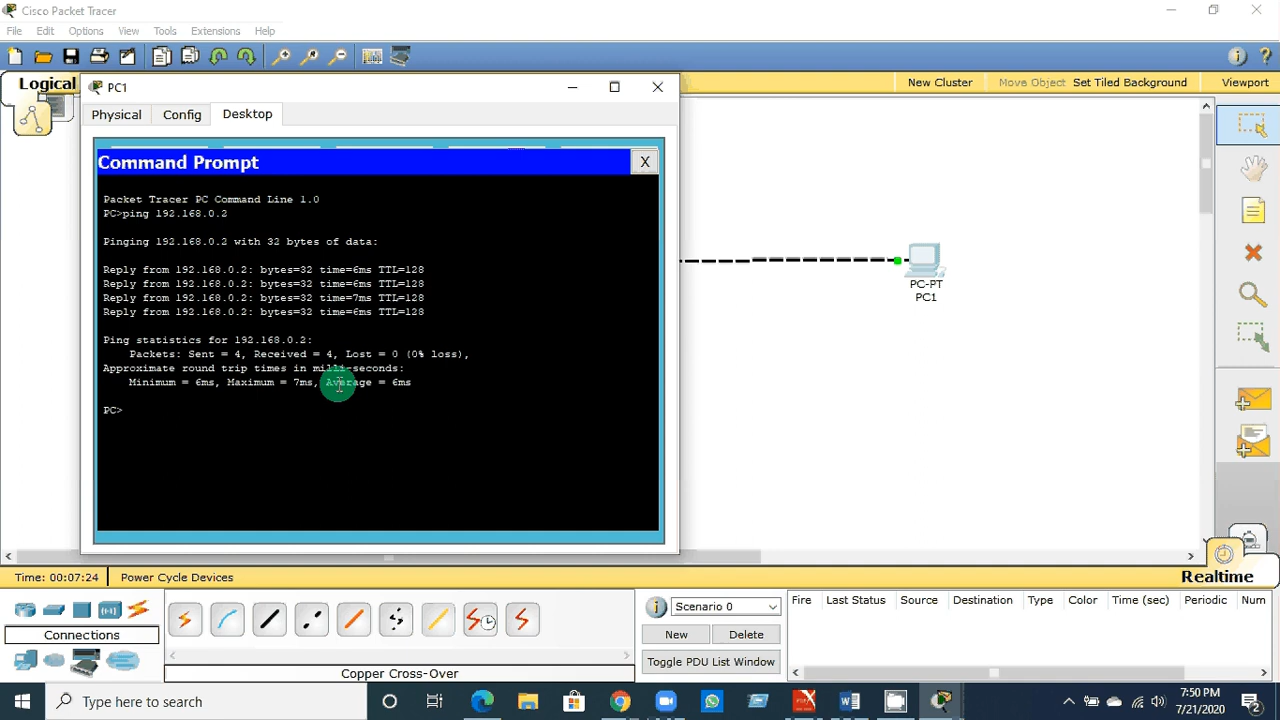 Cisco Packet Tracer
File Edit Options View Tools Extensions Help
Logical
New Cluster Move Object Set Tiled Background Viewport
PC1
Physical Config Desktop
Command Prompt X
Packet Tracer PC Command Line 1.0
PC>ping 192.168.0.2
Pinging 192.168.0.2 with 32 bytes of data:
Reply from 192.168.0.2: bytes=32 time=6ms TTL=128
Reply from 192.168.0.2: bytes=32 time=6ms TTL=128
Reply from 192.168.0.2: bytes=32 time=7ms TTL=128
Reply from 192.168.0.2: bytes=32 time=6ms TTL=128
Ping statistics for 192.168.0.2:
Packets: Sent = 4, Received = 4, Lost = 0 (0% loss),
Approximate round trip times in milli-seconds:
Minimum = 6ms, Maximum = 7ms, Average = 6ms
PC>
PC-PT
PC1
Time: 00:07:24 Power Cycle Devices
Realtime
Connections
Copper Cross-Over
Scenario 0
New Delete
Toggle PDU List Window
Fire Last Status Source Destination Type Color Time (sec) Periodic Num
Type here to search
7:50 PM
7/21/2020
2